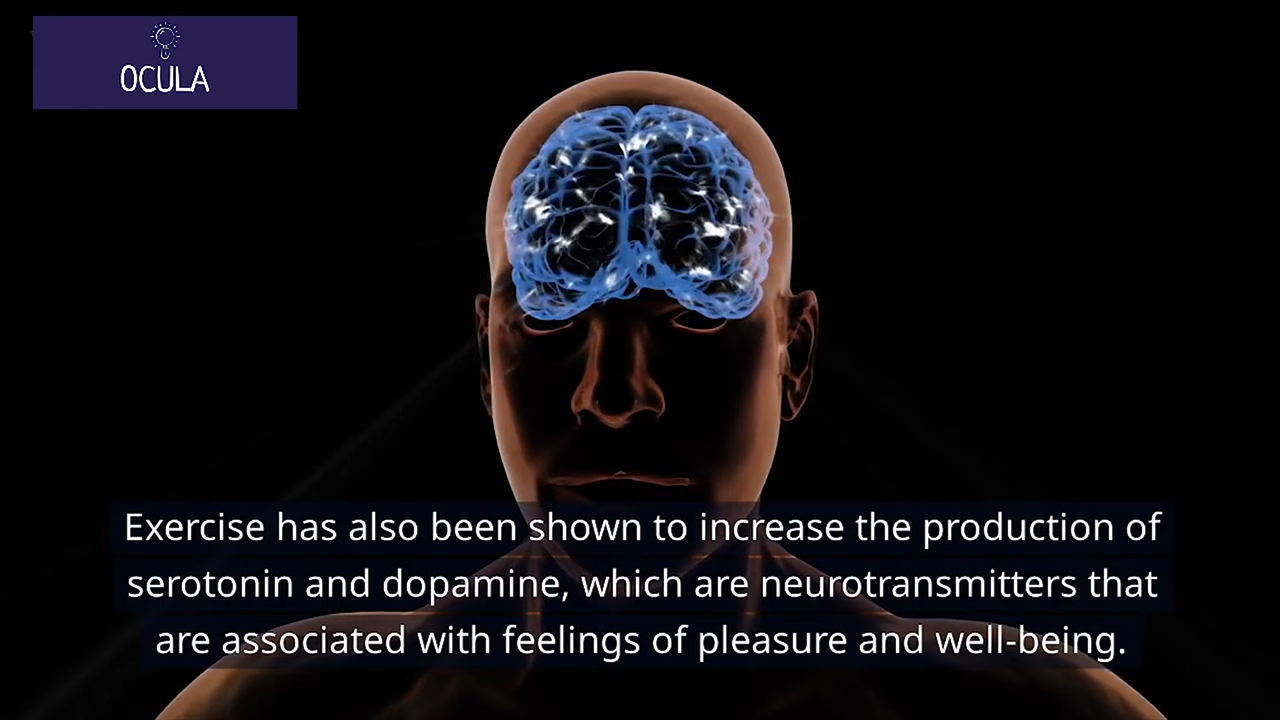 OCULA
Exercise has also been shown to increase the production of
serotonin and dopamine, which are neurotransmitters that
are associated with feelings of pleasure and well-being.